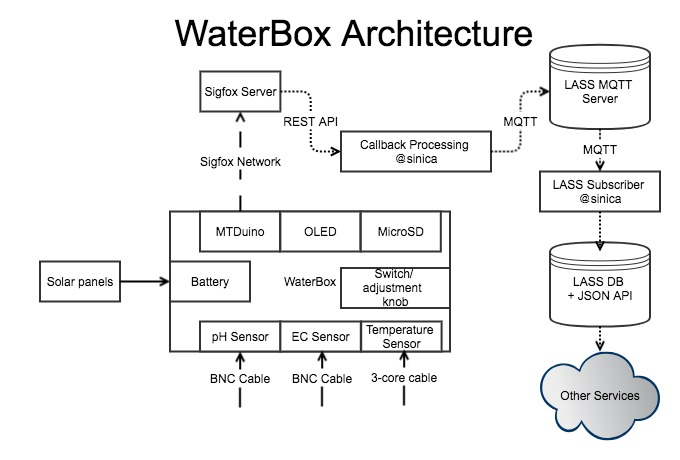 WaterBox Architecture
Sigfox Server
REST API
Callback Processing
@sinica
MQTT
LASS MQTT
Server
MQTT
LASS Subscriber
@sinica
LASS DB
+ JSON API
Other Services
Sigfox Network
MTDuino
OLED
MicroSD
Solar panels
Battery
WaterBox
Switch/
adjustment
knob
pH Sensor
EC Sensor
Temperature
Sensor
BNC Cable
BNC Cable
3-core cable